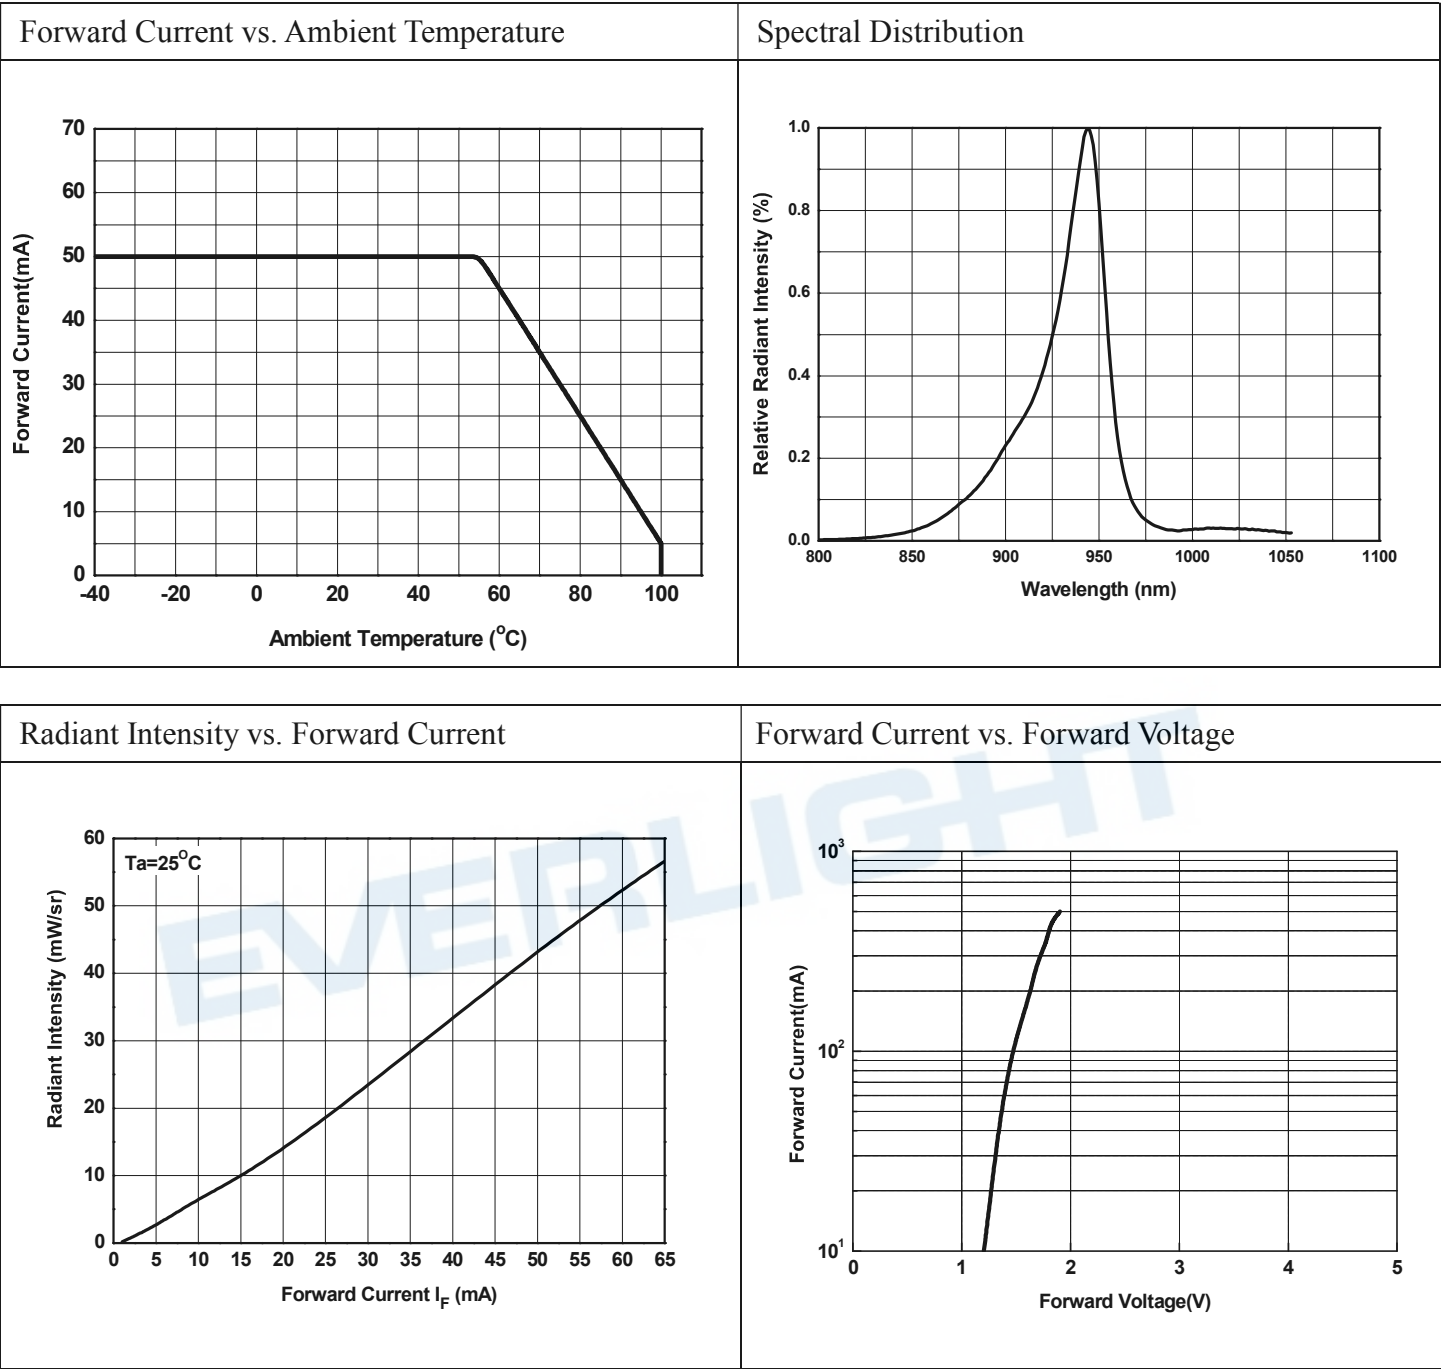 Forward Current vs. Ambient Temperature
Spectral Distribution
70
60
50
40
30
20
10
0
Forward Current(mA)
-40 -20 0 20 40 60 80 100
Ambient Temperature (°C)
1.0
0.8
0.6
0.4
0.2
0.0
Relative Radiant Intensity (%)
800 850 900 950 1000 1050 1100
Wavelength (nm)
Radiant Intensity vs. Forward Current
Forward Current vs. Forward Voltage
EVERLIGHT
60
50
40
30
20
10
0
Ta=25°C
Radiant Intensity (mW/sr)
0 5 10 15 20 25 30 35 40 45 50 55 60 65
Forward Current I_F (mA)
10³
10²
10¹
Forward Current(mA)
0 1 2 3 4 5
Forward Voltage(V)